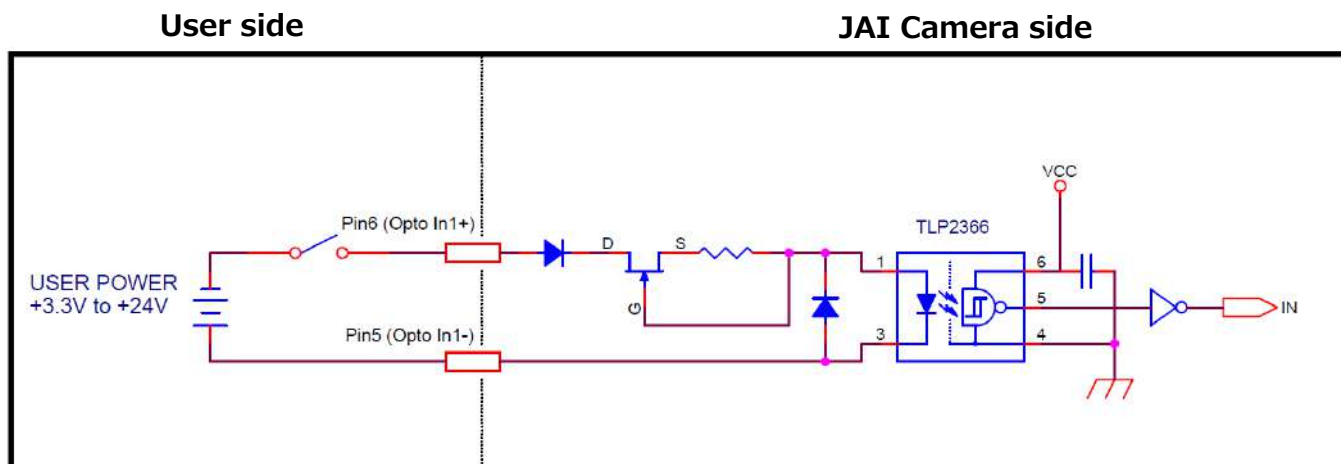 User side
JAI Camera side
VCC
TLP2366
Pin6 (Opto In1+)
D
S
G
1
6
USER POWER
+3.3V to +24V
5
IN
Pin5 (Opto In1-)
3
4